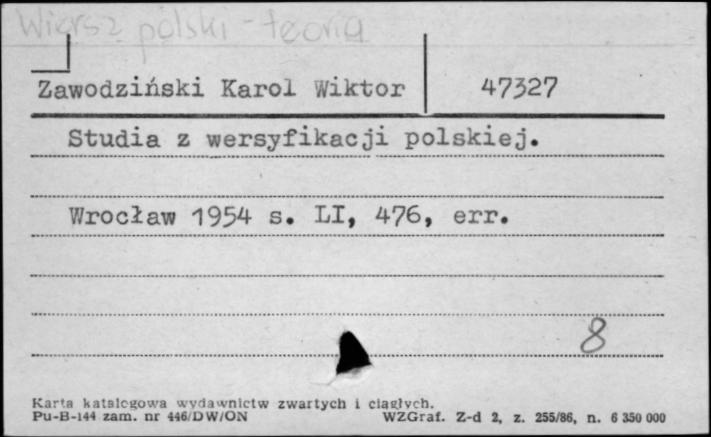 Wiersz polski - teoria
Zawodziński Karol Wiktor 47327
Studia z wersyfikacji polskiej.
Wrocław 1954 s. LI, 476, err.
8
Karta katalogowa wydawnictw zwartych i ciągłych.
Pu-B-144 zam. nr 446/DW/ON WZGraf. Z-d 2, z. 255/86, n. 6 350 000